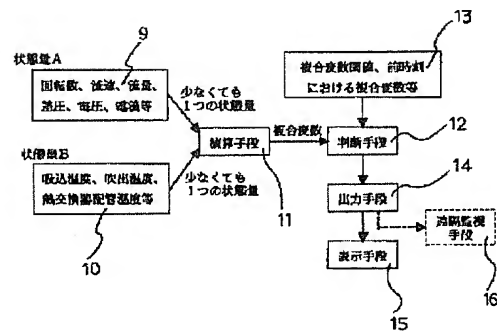 状態量A
9
回転数、流速、流量、
差圧、電圧、電流等
少なくても
1つの状態量
状態量B
吸込温度、吹出温度、
熱交換器配管温度等
10
少なくても
1つの状態量
演算手段
11
複合変数
13
複合変数閾値、前時刻
における複合変数等
判断手段
12
出力手段
14
表示手段
15
遠隔監視
手段
16